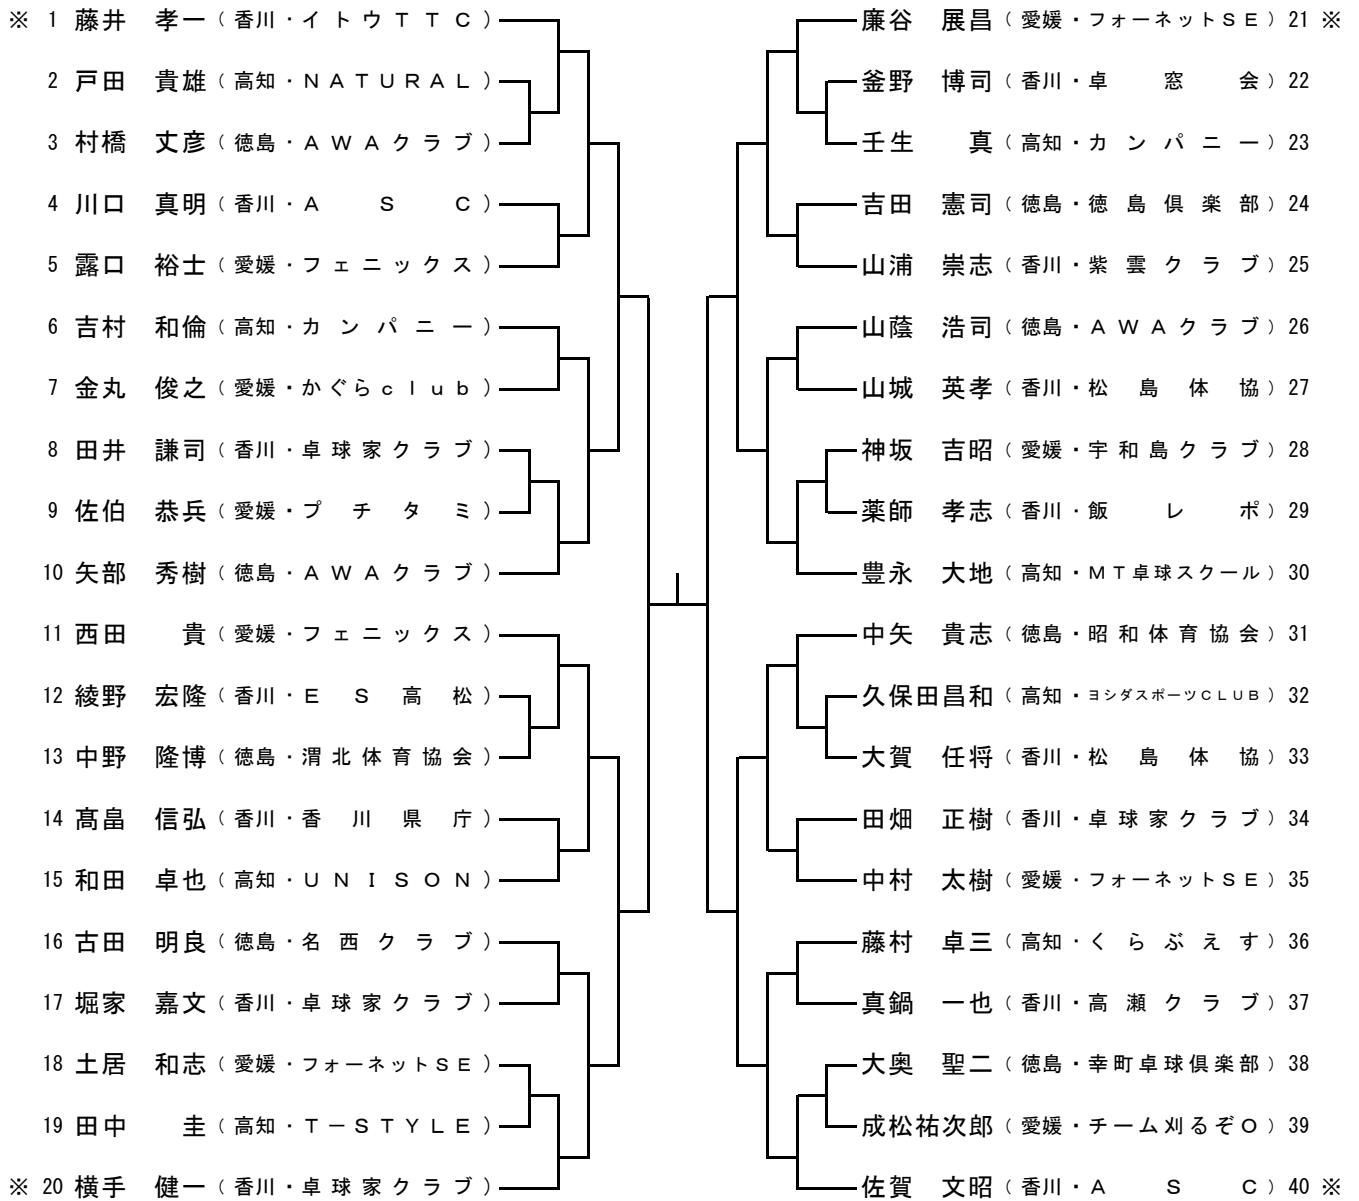 ※ 1 藤井 孝一 （ 香川 ・ イトウＴＴＣ ）
2 戸田 貴雄 （ 高知 ・ ＮＡＴＵＲＡＬ ）
3 村橋 丈彦 （ 徳島 ・ ＡＷＡクラブ ）
4 川口 真明 （ 香川 ・ Ａ Ｓ Ｃ ）
5 露口 裕士 （ 愛媛 ・ フェニックス ）
6 吉村 和倫 （ 高知 ・ カンパニー ）
7 金丸 俊之 （ 愛媛 ・ かぐらｃｌｕｂ ）
8 田井 謙司 （ 香川 ・ 卓球家クラブ ）
9 佐伯 恭兵 （ 愛媛 ・ プチタミ ）
10 矢部 秀樹 （ 徳島 ・ ＡＷＡクラブ ）
11 西田 貴 （ 愛媛 ・ フェニックス ）
12 綾野 宏隆 （ 香川 ・ ＥＳ高松 ）
13 中野 隆博 （ 徳島 ・ 渭北体育協会 ）
14 髙畠 信弘 （ 香川 ・ 香川県庁 ）
15 和田 卓也 （ 高知 ・ ＵＮＩＳＯＮ ）
16 古田 明良 （ 徳島 ・ 名西クラブ ）
17 堀家 嘉文 （ 香川 ・ 卓球家クラブ ）
18 土居 和志 （ 愛媛 ・ フォーネットＳＥ ）
19 田中 圭 （ 高知 ・ Ｔ－ＳＴＹＬＥ ）
※ 20 横手 健一 （ 香川 ・ 卓球家クラブ ）
廉谷 展昌 （ 愛媛 ・ フォーネットＳＥ ） 21 ※
釜野 博司 （ 香川 ・ 卓窓会 ） 22
壬生 真 （ 高知 ・ カンパニー ） 23
吉田 憲司 （ 徳島 ・ 徳島倶楽部 ） 24
山浦 崇志 （ 香川 ・ 紫雲クラブ ） 25
山蔭 浩司 （ 徳島 ・ ＡＷＡクラブ ） 26
山城 英孝 （ 香川 ・ 松島体協 ） 27
神坂 吉昭 （ 愛媛 ・ 宇和島クラブ ） 28
薬師 孝志 （ 香川 ・ 飯レポ ） 29
豊永 大地 （ 高知 ・ ＭＴ卓球スクール ） 30
中矢 貴志 （ 徳島 ・ 昭和体育協会 ） 31
久保田昌和 （ 高知 ・ ヨシダスポーツＣＬＵＢ ） 32
大賀 任将 （ 香川 ・ 松島体協 ） 33
田畑 正樹 （ 香川 ・ 卓球家クラブ ） 34
中村 太樹 （ 愛媛 ・ フォーネットＳＥ ） 35
藤村 卓三 （ 高知 ・ くらぶえす ） 36
真鍋 一也 （ 香川 ・ 高瀬クラブ ） 37
大奥 聖二 （ 徳島 ・ 幸町卓球倶楽部 ） 38
成松祐次郎 （ 愛媛 ・ チーム刈るぞＯ ） 39
佐賀 文昭 （ 香川 ・ Ａ Ｓ Ｃ ） 40 ※